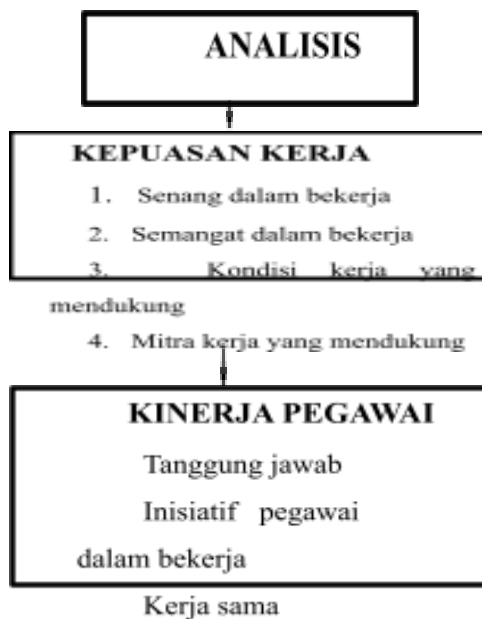 ANALISIS
KEPUASAN KERJA
1. Senang dalam bekerja
2. Semangat dalam bekerja
3. Kondisi kerja yang
mendukung
4. Mitra kerja yang mendukung
KINERJA PEGAWAI
Tanggung jawab
Inisiatif pegawai
dalam bekerja
Kerja sama